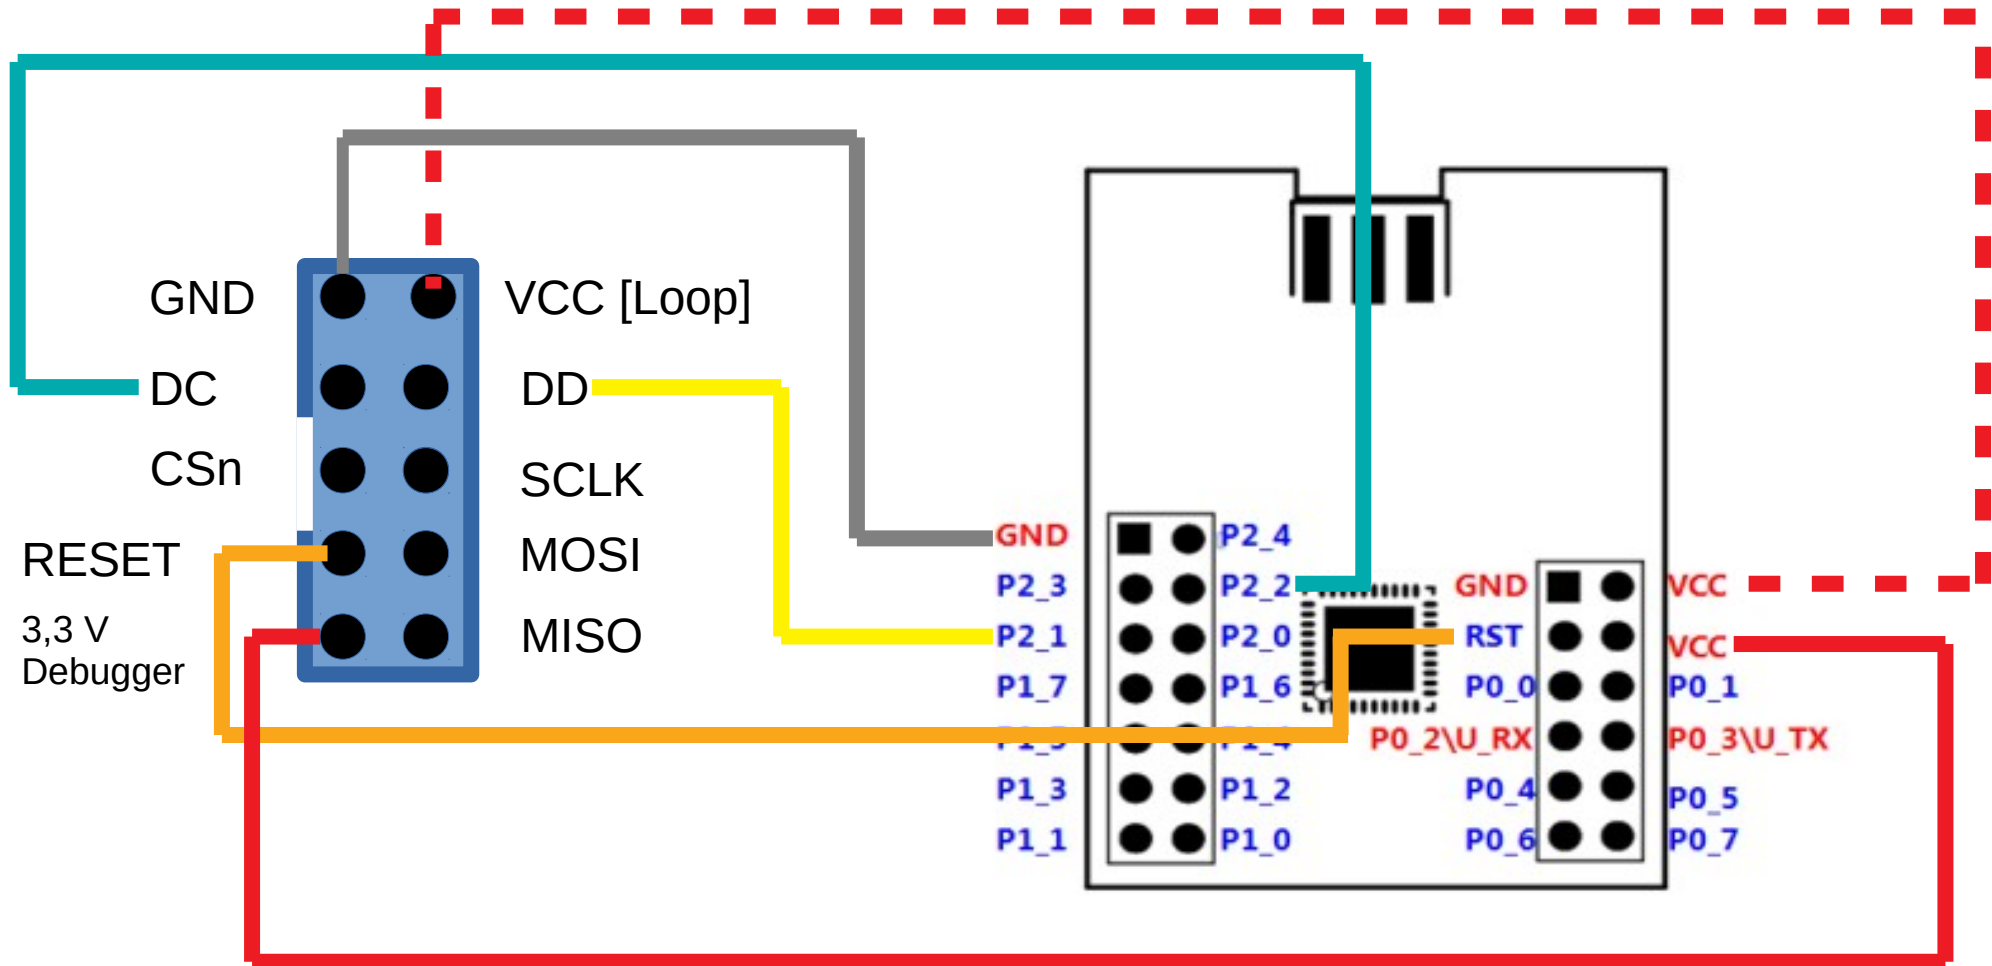 GND
VCC [Loop]
DC
DD
CSn
SCLK
RESET
MOSI
3,3 V
Debugger
MISO
GND
P2_4
P2_3
P2_2
P2_1
P2_0
P1_7
P1_6
P1_5
P1_4
P1_3
P1_2
P1_1
P1_0
GND
VCC
RST
VCC
P0_0
P0_1
P0_2\U_RX
P0_3\U_TX
P0_4
P0_5
P0_6
P0_7